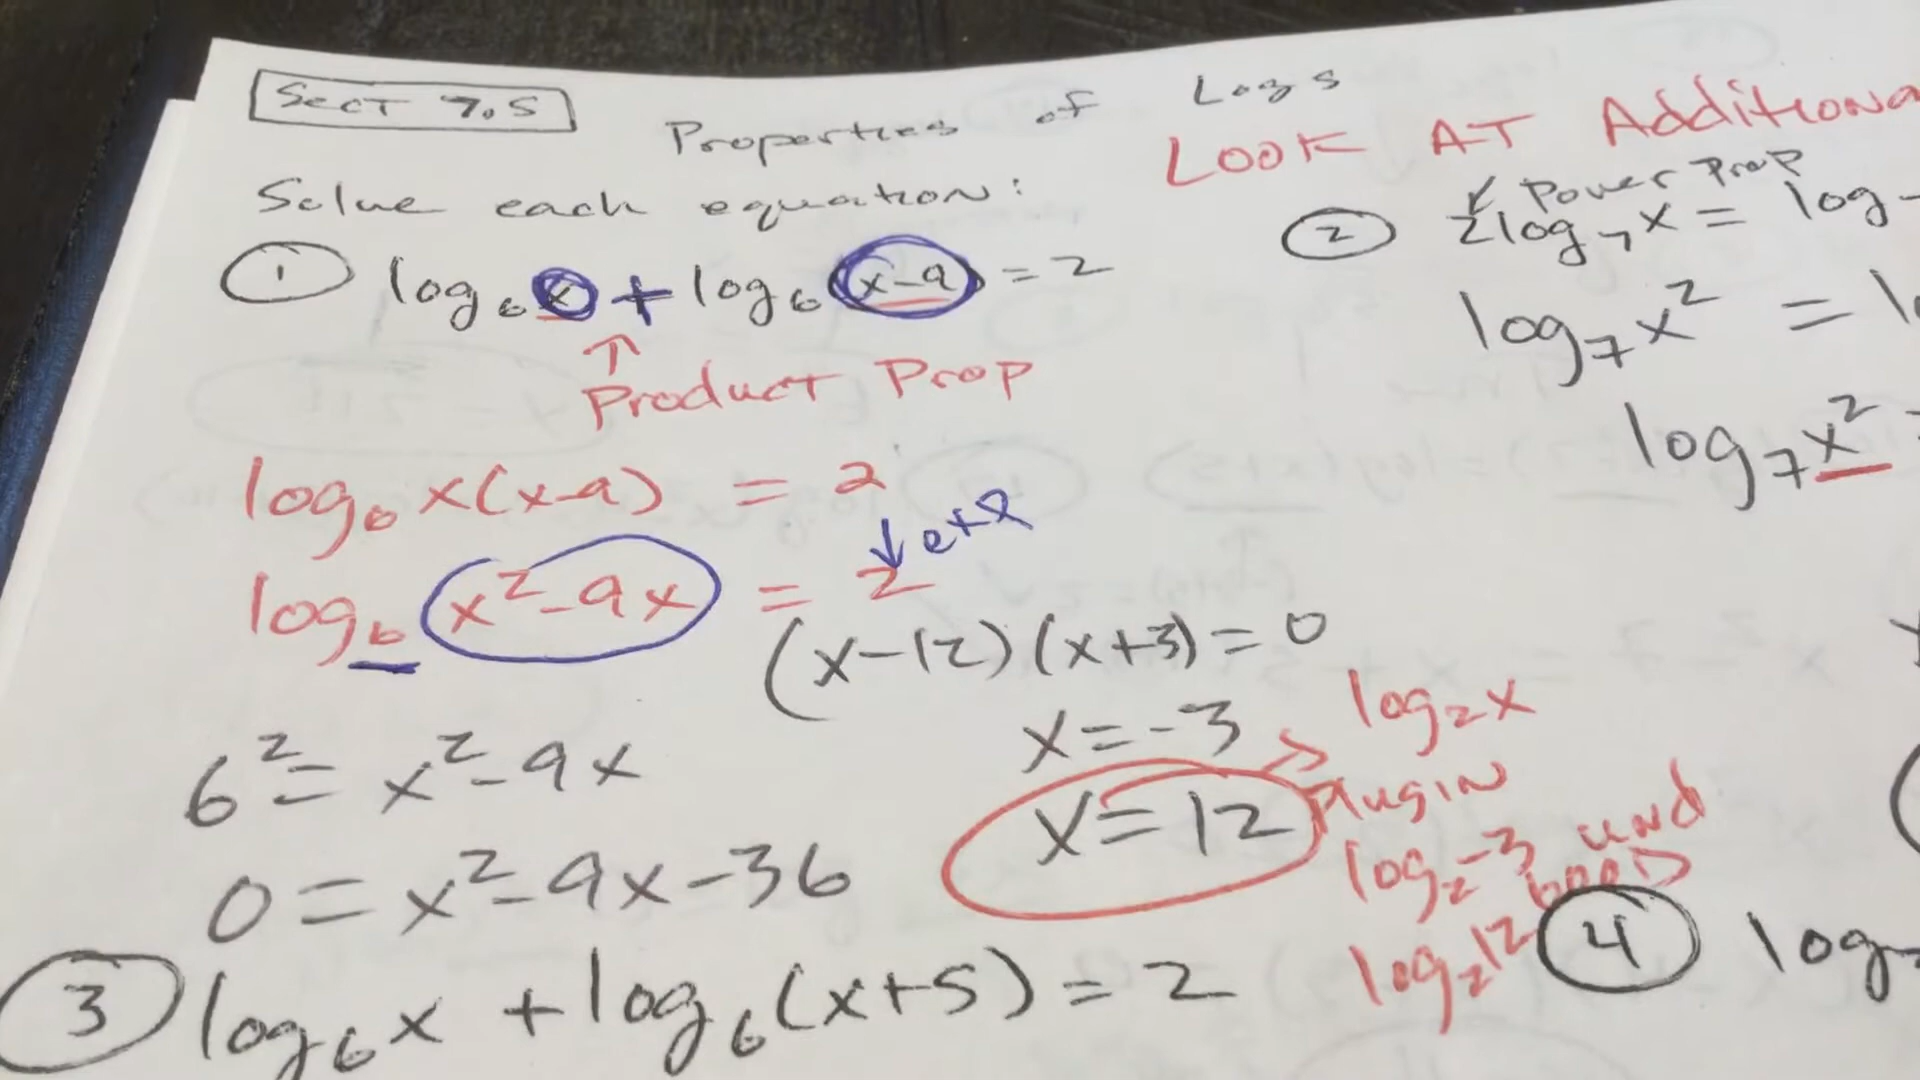 Sect 7.5
Properties of Logs
LOOK AT Additiona
Solve each equation:
① log₆x + log₆(x-9) = 2
↑
Product Prop
log₆x(x-9) = 2
↓ exp
log₆ x²-9x = 2
6² = x²-9x
0 = x²-9x-36
(x-12)(x+3) = 0
x = -3
x = 12
→ log₂x
Plugin
log₂-3 und
log₂12 good
② 2log₇x = log
↙ Power Prop
log₇x² = lo
log₇x²
③ log₆x + log₆(x+5) = 2
④ log